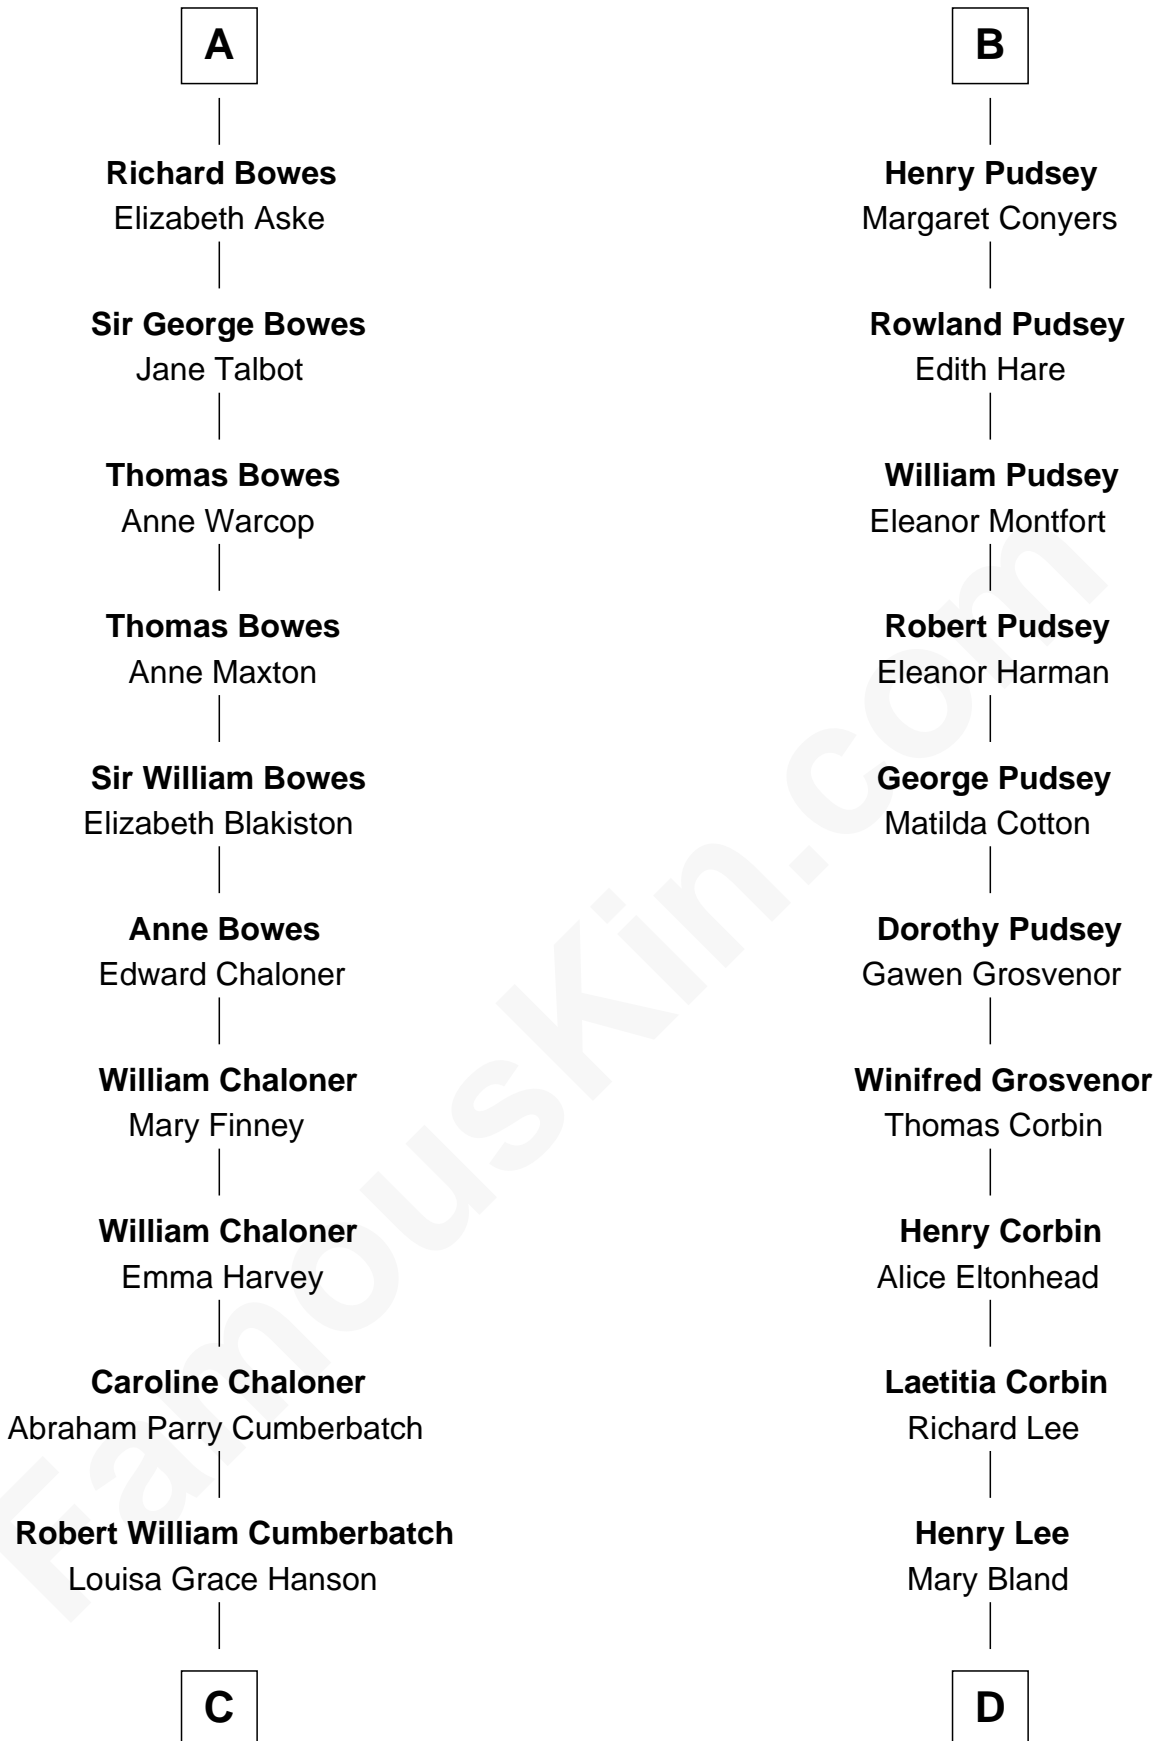 A
Richard Bowes
Elizabeth Aske
Sir George Bowes
Jane Talbot
Thomas Bowes
Anne Warcop
Thomas Bowes
Anne Maxton
Sir William Bowes
Elizabeth Blakiston
Anne Bowes
Edward Chaloner
William Chaloner
Mary Finney
William Chaloner
Emma Harvey
Caroline Chaloner
Abraham Parry Cumberbatch
Robert William Cumberbatch
Louisa Grace Hanson
C
B
Henry Pudsey
Margaret Conyers
Rowland Pudsey
Edith Hare
William Pudsey
Eleanor Montfort
Robert Pudsey
Eleanor Harman
George Pudsey
Matilda Cotton
Dorothy Pudsey
Gawen Grosvenor
Winifred Grosvenor
Thomas Corbin
Henry Corbin
Alice Eltonhead
Laetitia Corbin
Richard Lee
Henry Lee
Mary Bland
D
FamousKin.com